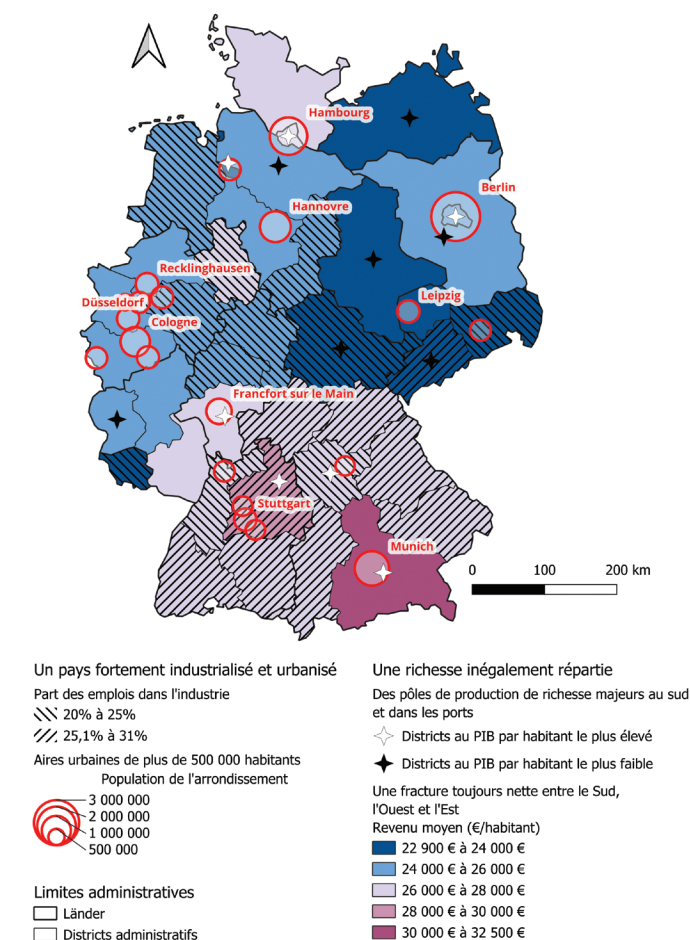 Hambourg
Berlin
Hannovre
Recklinghausen
Leipzig
Düsseldorf
Cologne
Francfort sur le Main
Stuttgart
Munich
0 100 200 km
Un pays fortement industrialisé et urbanisé
Part des emplois dans l'industrie
20% à 25%
25,1% à 31%
Aires urbaines de plus de 500 000 habitants
Population de l'arrondissement
3 000 000
2 000 000
1 000 000
500 000
Limites administratives
Länder
Districts administratifs
Une richesse inégalement répartie
Des pôles de production de richesse majeurs au sud
et dans les ports
Districts au PIB par habitant le plus élevé
Districts au PIB par habitant le plus faible
Une fracture toujours nette entre le Sud,
l'Ouest et l'Est
Revenu moyen (€/habitant)
22 900 € à 24 000 €
24 000 € à 26 000 €
26 000 € à 28 000 €
28 000 € à 30 000 €
30 000 € à 32 500 €